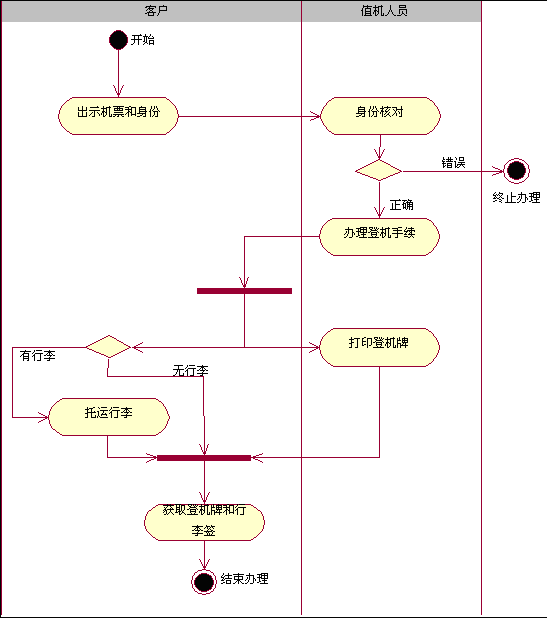 客户
值机人员
开始
出示机票和身份
身份核对
错误
终止办理
正确
办理登机手续
有行李
无行李
打印登机牌
托运行李
获取登机牌和行
李签
结束办理